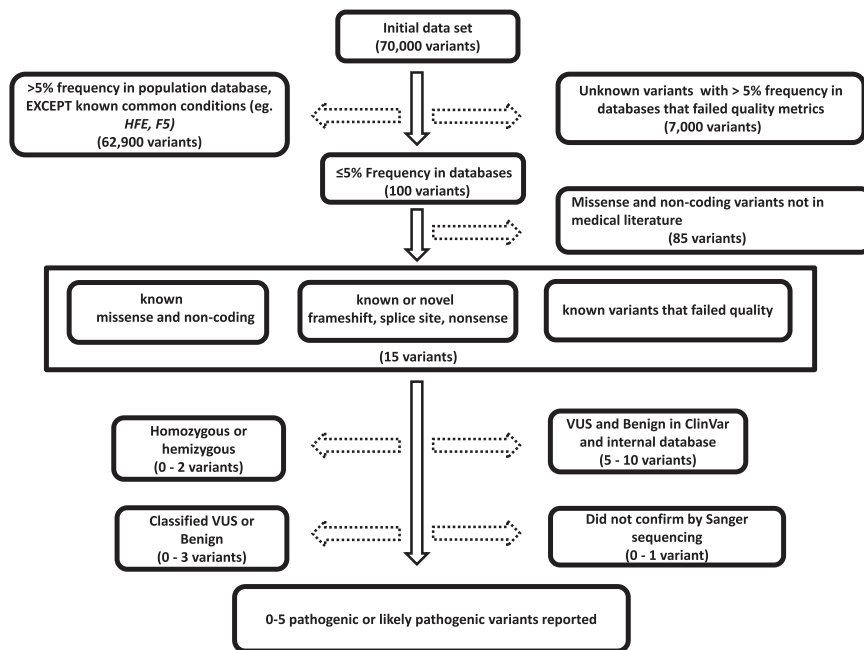 Initial data set
(70,000 variants)
>5% frequency in population database,
EXCEPT known common conditions (eg.
HFE, F5)
(62,900 variants)
Unknown variants with > 5% frequency in
databases that failed quality metrics
(7,000 variants)
≤5% Frequency in databases
(100 variants)
Missense and non-coding variants not in
medical literature
(85 variants)
known
missense and non-coding
known or novel
frameshift, splice site, nonsense
known variants that failed quality
(15 variants)
Homozygous or
hemizygous
(0 - 2 variants)
VUS and Benign in ClinVar
and internal database
(5 - 10 variants)
Classified VUS or
Benign
(0 - 3 variants)
Did not confirm by Sanger
sequencing
(0 - 1 variant)
0-5 pathogenic or likely pathogenic variants reported